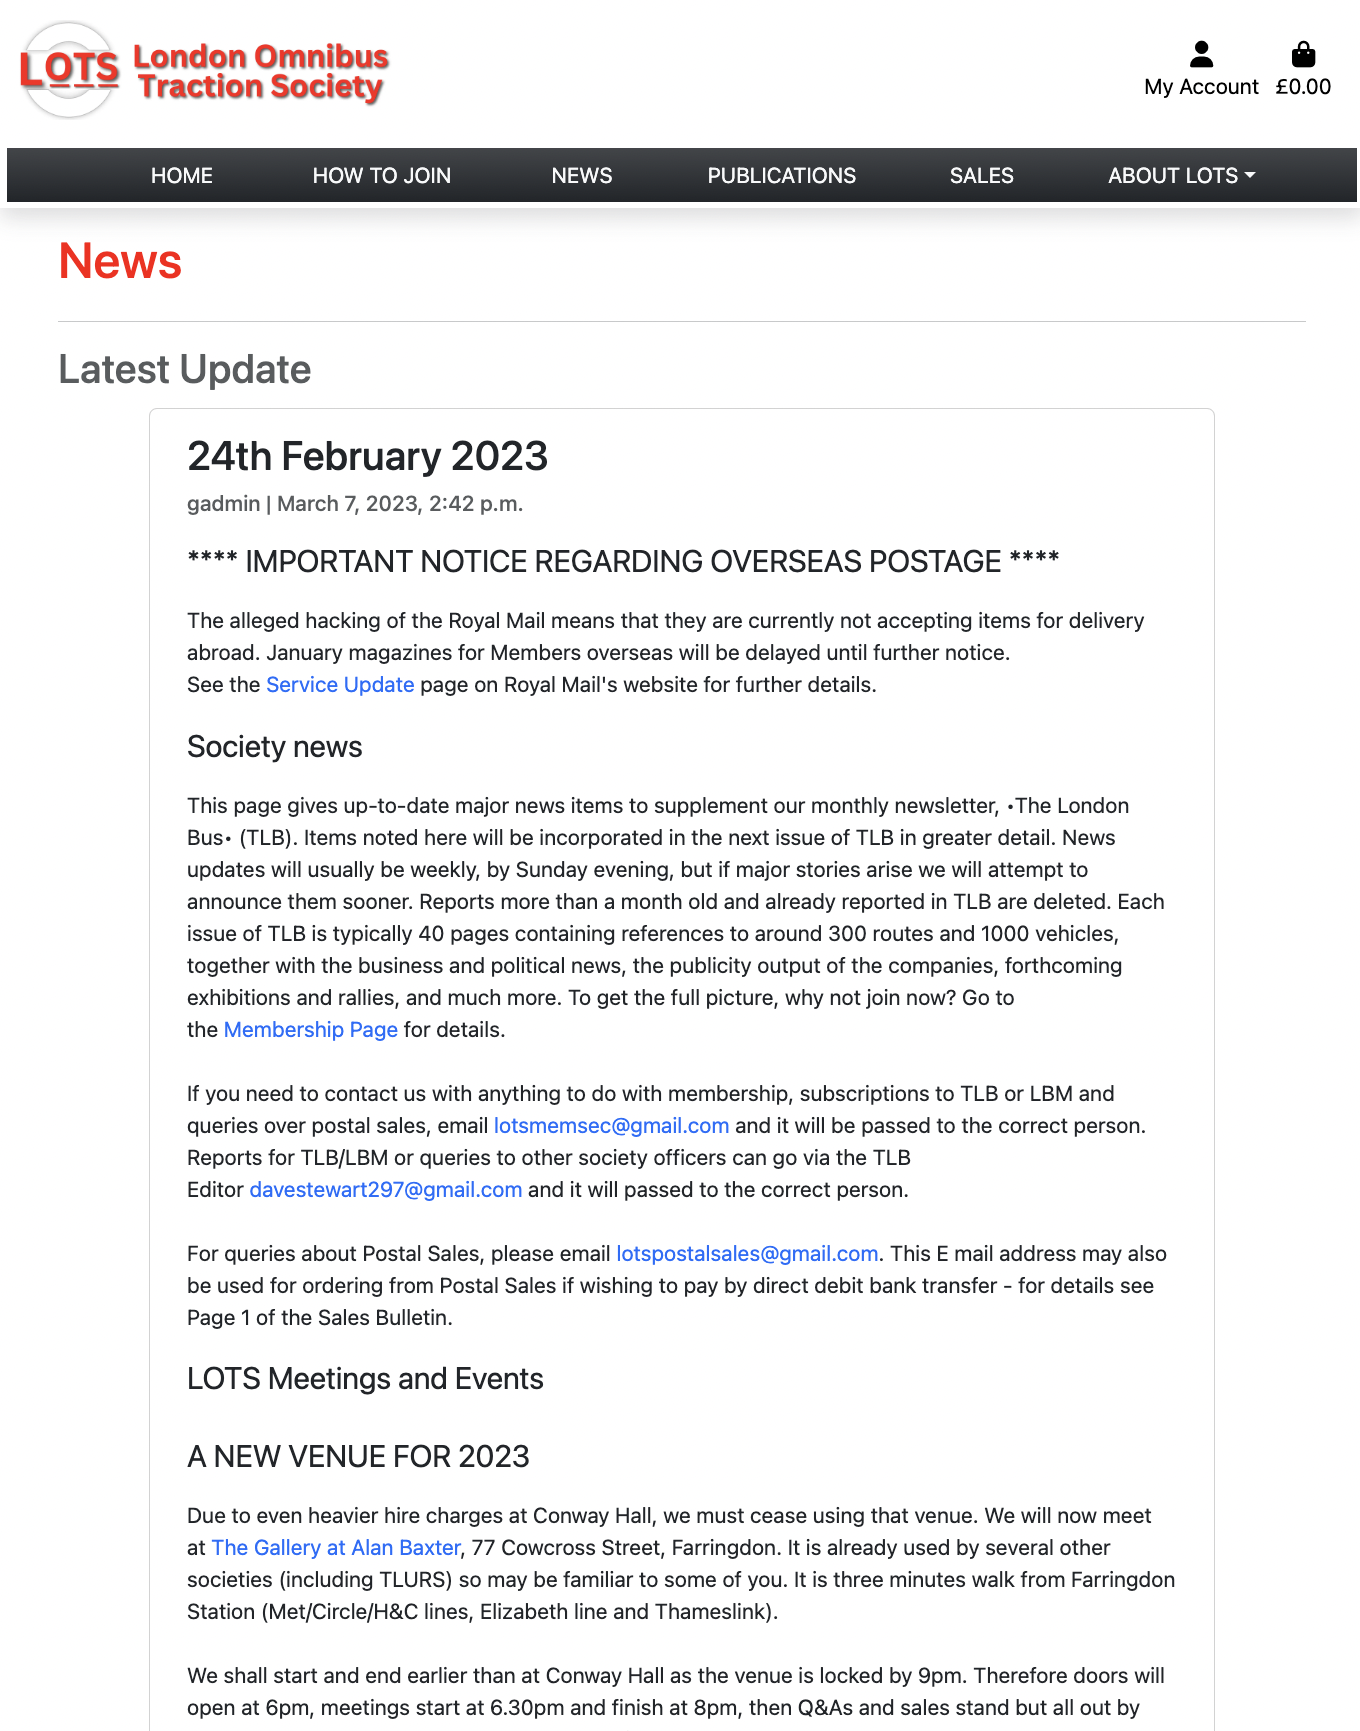 LOTS London Omnibus
Traction Society
My Account £0.00
HOME HOW TO JOIN NEWS PUBLICATIONS SALES ABOUT LOTS
News
Latest Update
24th February 2023
gadmin | March 7, 2023, 2:42 p.m.
**** IMPORTANT NOTICE REGARDING OVERSEAS POSTAGE ****
The alleged hacking of the Royal Mail means that they are currently not accepting items for delivery
abroad. January magazines for Members overseas will be delayed until further notice.
See the Service Update page on Royal Mail's website for further details.
Society news
This page gives up-to-date major news items to supplement our monthly newsletter, •The London
Bus• (TLB). Items noted here will be incorporated in the next issue of TLB in greater detail. News
updates will usually be weekly, by Sunday evening, but if major stories arise we will attempt to
announce them sooner. Reports more than a month old and already reported in TLB are deleted. Each
issue of TLB is typically 40 pages containing references to around 300 routes and 1000 vehicles,
together with the business and political news, the publicity output of the companies, forthcoming
exhibitions and rallies, and much more. To get the full picture, why not join now? Go to
the Membership Page for details.
If you need to contact us with anything to do with membership, subscriptions to TLB or LBM and
queries over postal sales, email lotsmemsec@gmail.com and it will be passed to the correct person.
Reports for TLB/LBM or queries to other society officers can go via the TLB
Editor davestewart297@gmail.com and it will passed to the correct person.
For queries about Postal Sales, please email lotspostalsales@gmail.com. This E mail address may also
be used for ordering from Postal Sales if wishing to pay by direct debit bank transfer - for details see
Page 1 of the Sales Bulletin.
LOTS Meetings and Events
A NEW VENUE FOR 2023
Due to even heavier hire charges at Conway Hall, we must cease using that venue. We will now meet
at The Gallery at Alan Baxter, 77 Cowcross Street, Farringdon. It is already used by several other
societies (including TLURS) so may be familiar to some of you. It is three minutes walk from Farringdon
Station (Met/Circle/H&C lines, Elizabeth line and Thameslink).
We shall start and end earlier than at Conway Hall as the venue is locked by 9pm. Therefore doors will
open at 6pm, meetings start at 6.30pm and finish at 8pm, then Q&As and sales stand but all out by